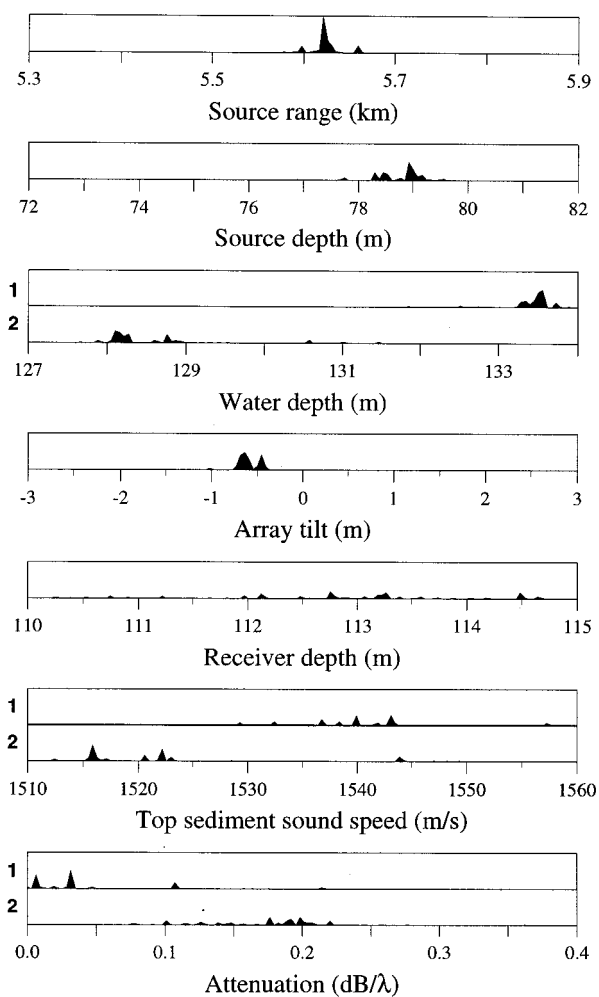 5.3 5.5 5.7 5.9
Source range (km)
72 74 76 78 80 82
Source depth (m)
1
2
127 129 131 133
Water depth (m)
-3 -2 -1 0 1 2 3
Array tilt (m)
110 111 112 113 114 115
Receiver depth (m)
1
2
1510 1520 1530 1540 1550 1560
Top sediment sound speed (m/s)
1
2
0.0 0.1 0.2 0.3 0.4
Attenuation (dB/λ)